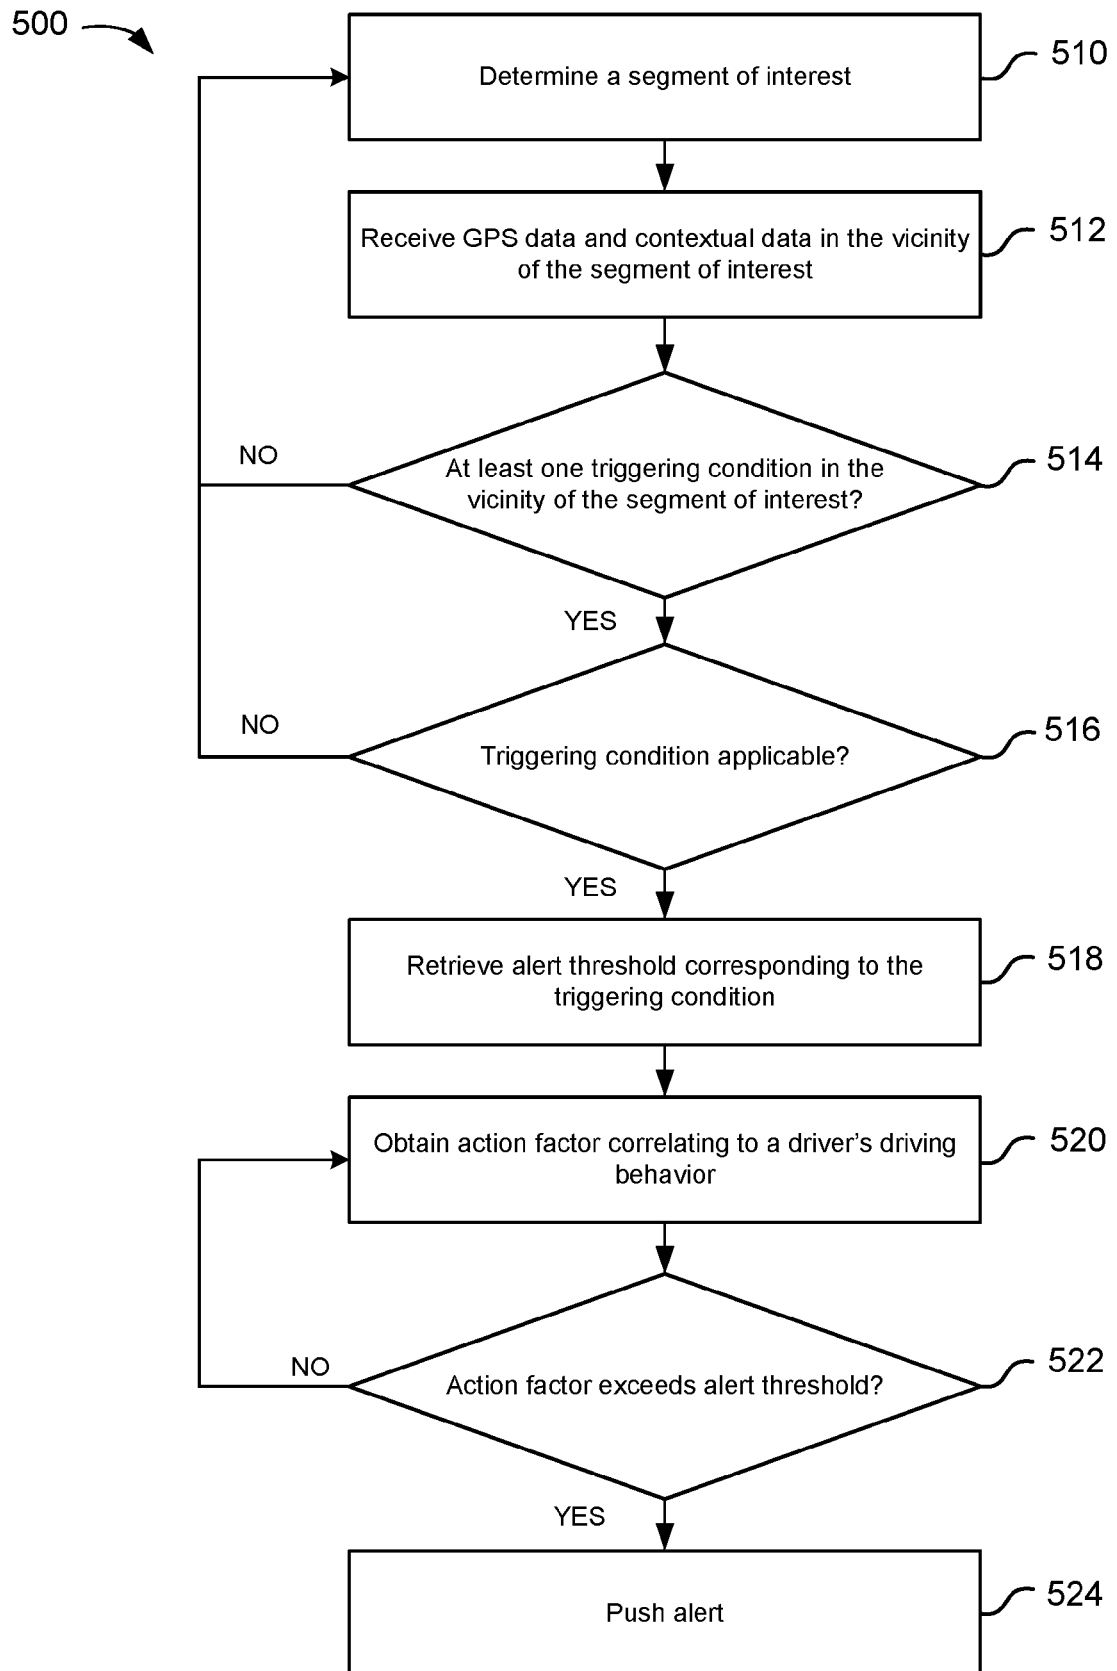 500
Determine a segment of interest
510
Receive GPS data and contextual data in the vicinity
of the segment of interest
512
At least one triggering condition in the
vicinity of the segment of interest?
514
NO
YES
Triggering condition applicable?
516
NO
YES
Retrieve alert threshold corresponding to the
triggering condition
518
Obtain action factor correlating to a driver's driving
behavior
520
Action factor exceeds alert threshold?
522
NO
YES
Push alert
524